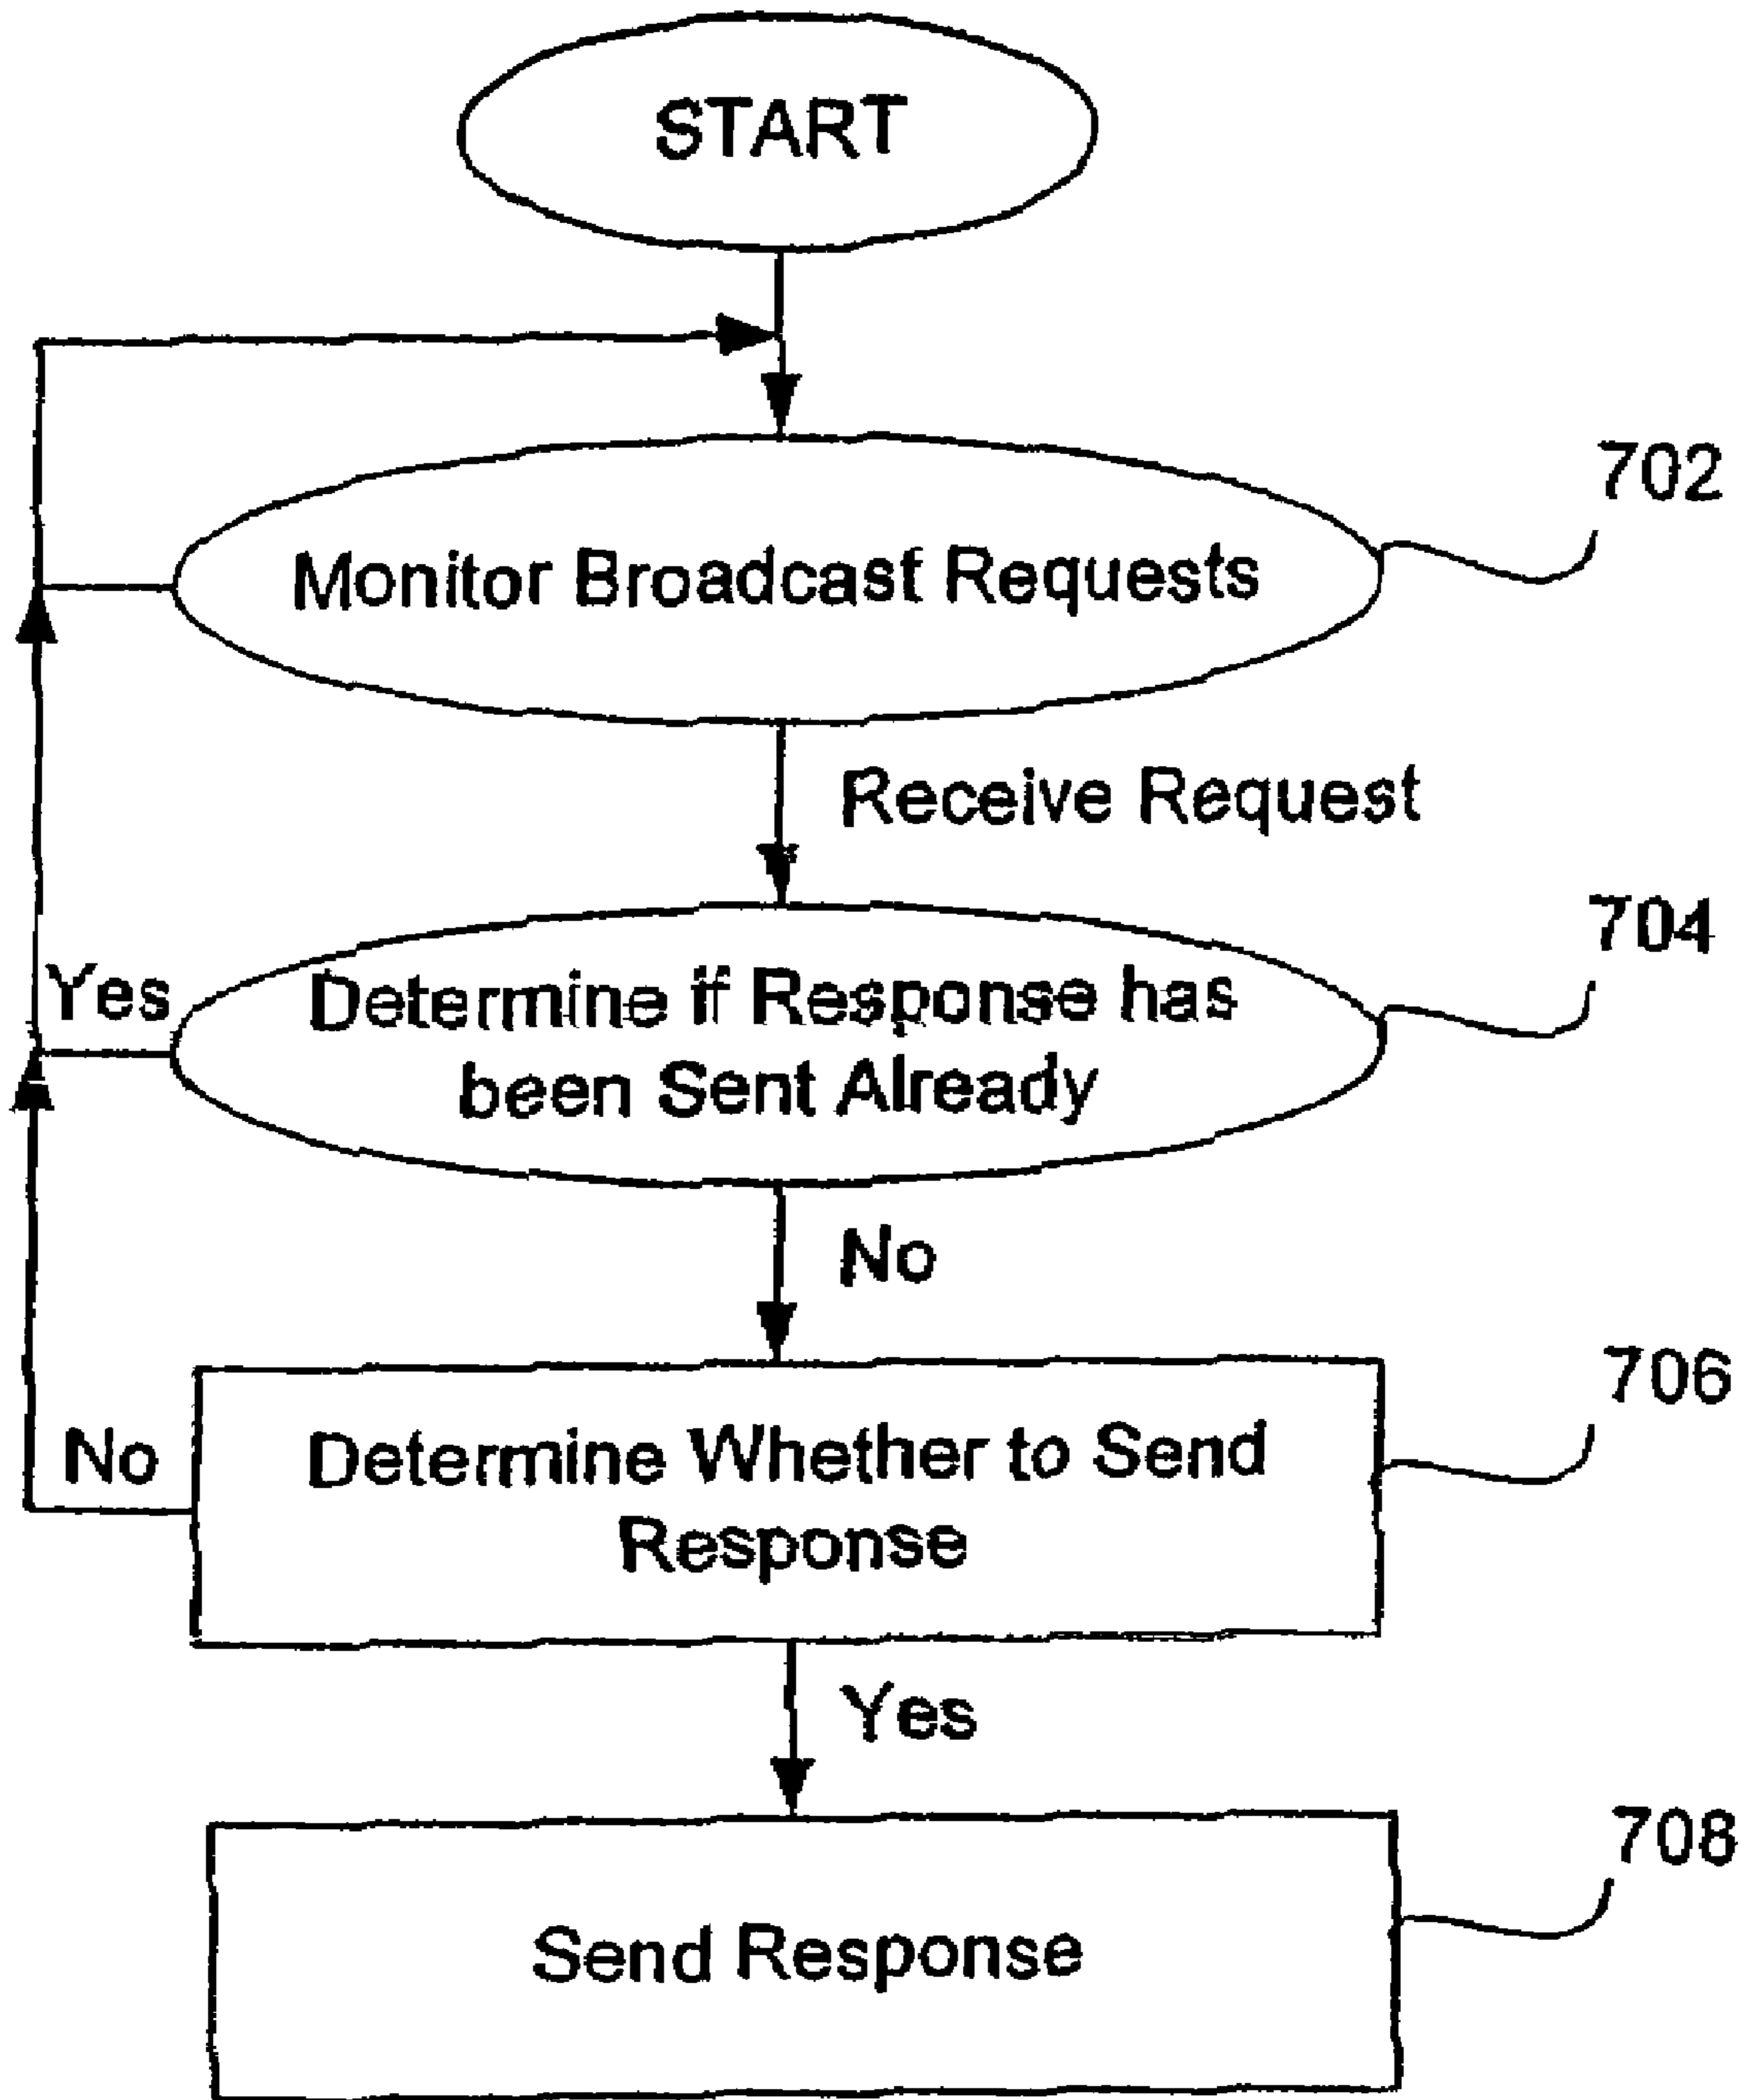 START
702
Monitor Broadcast Requests
Receive Request
704
Yes
Determine if Response has
been Sent Already
No
706
No
Determine Whether to Send
Response
Yes
708
Send Response